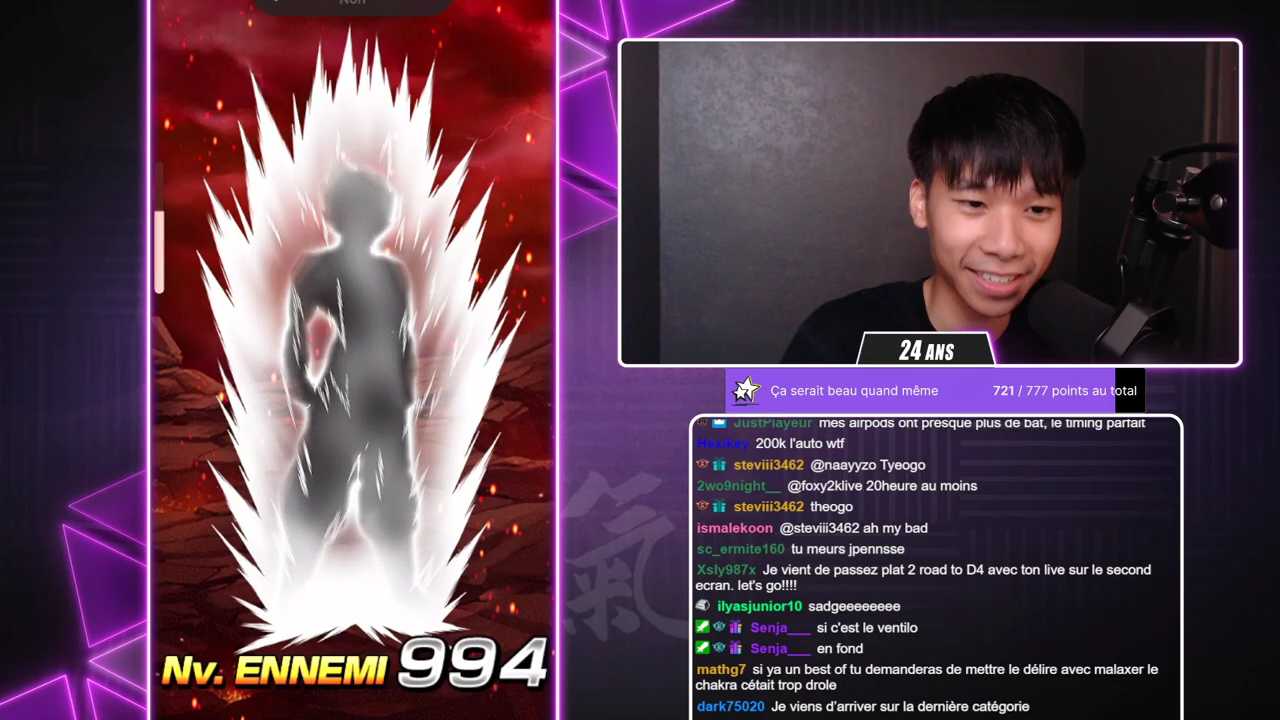 Non
24 ANS
Ça serait beau quand même 721 / 777 points au total
JustPlayeur mes airpods ont presque plus de bat, le timing parfait
Hexikey 200k l'auto wtf
steviii3462 @naayyzo Tyeogo
2wo9night__ @foxy2klive 20heure au moins
steviii3462 theogo
ismalekoon @steviii3462 ah my bad
sc_ermite160 tu meurs jpennsse
Xsly987x Je vient de passez plat 2 road to D4 avec ton live sur le second
ecran. let's go!!!!
ilyasjunior10 sadgeeeeeeee
Senja___ si c'est le ventilo
Senja___ en fond
mathg7 si ya un best of tu demanderas de mettre le délire avec malaxer le
chakra cétait trop drole
dark75020 Je viens d'arriver sur la dernière catégorie
Nv. ENNEMI 994
氣